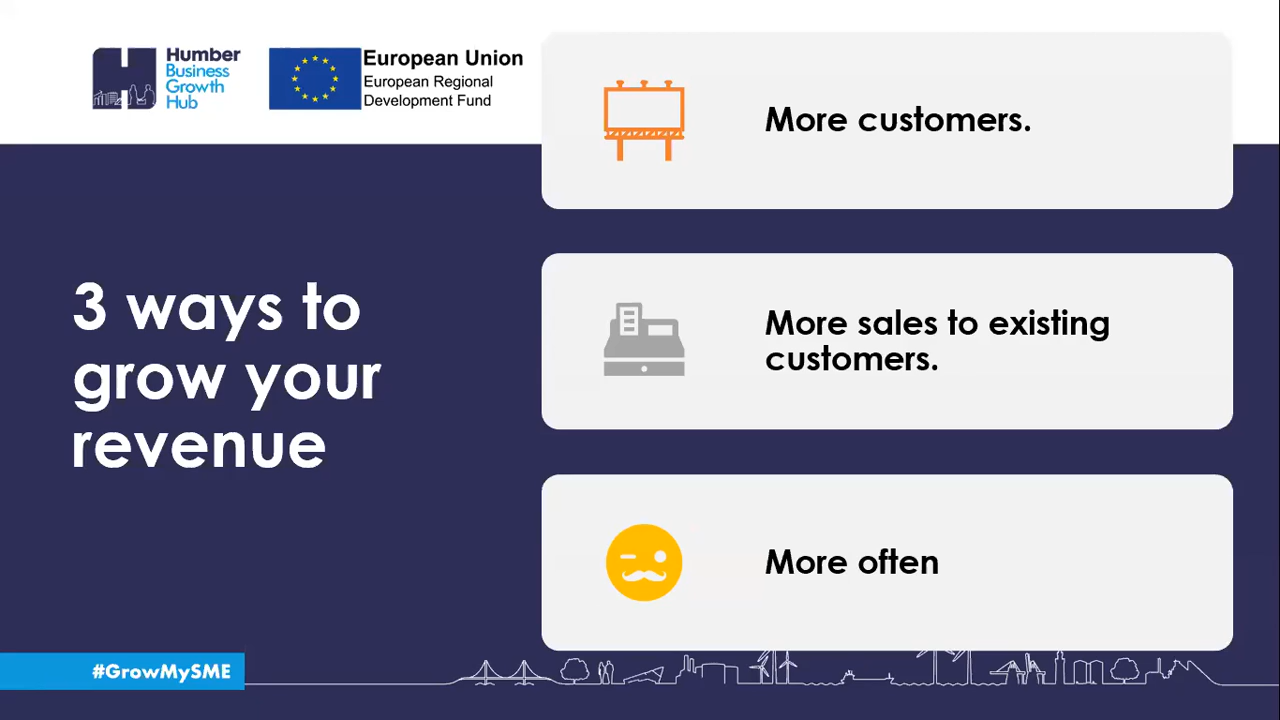 Humber
Business
Growth
Hub
European Union
European Regional
Development Fund
3 ways to
grow your
revenue
More customers.
More sales to existing
customers.
More often
#GrowMySME